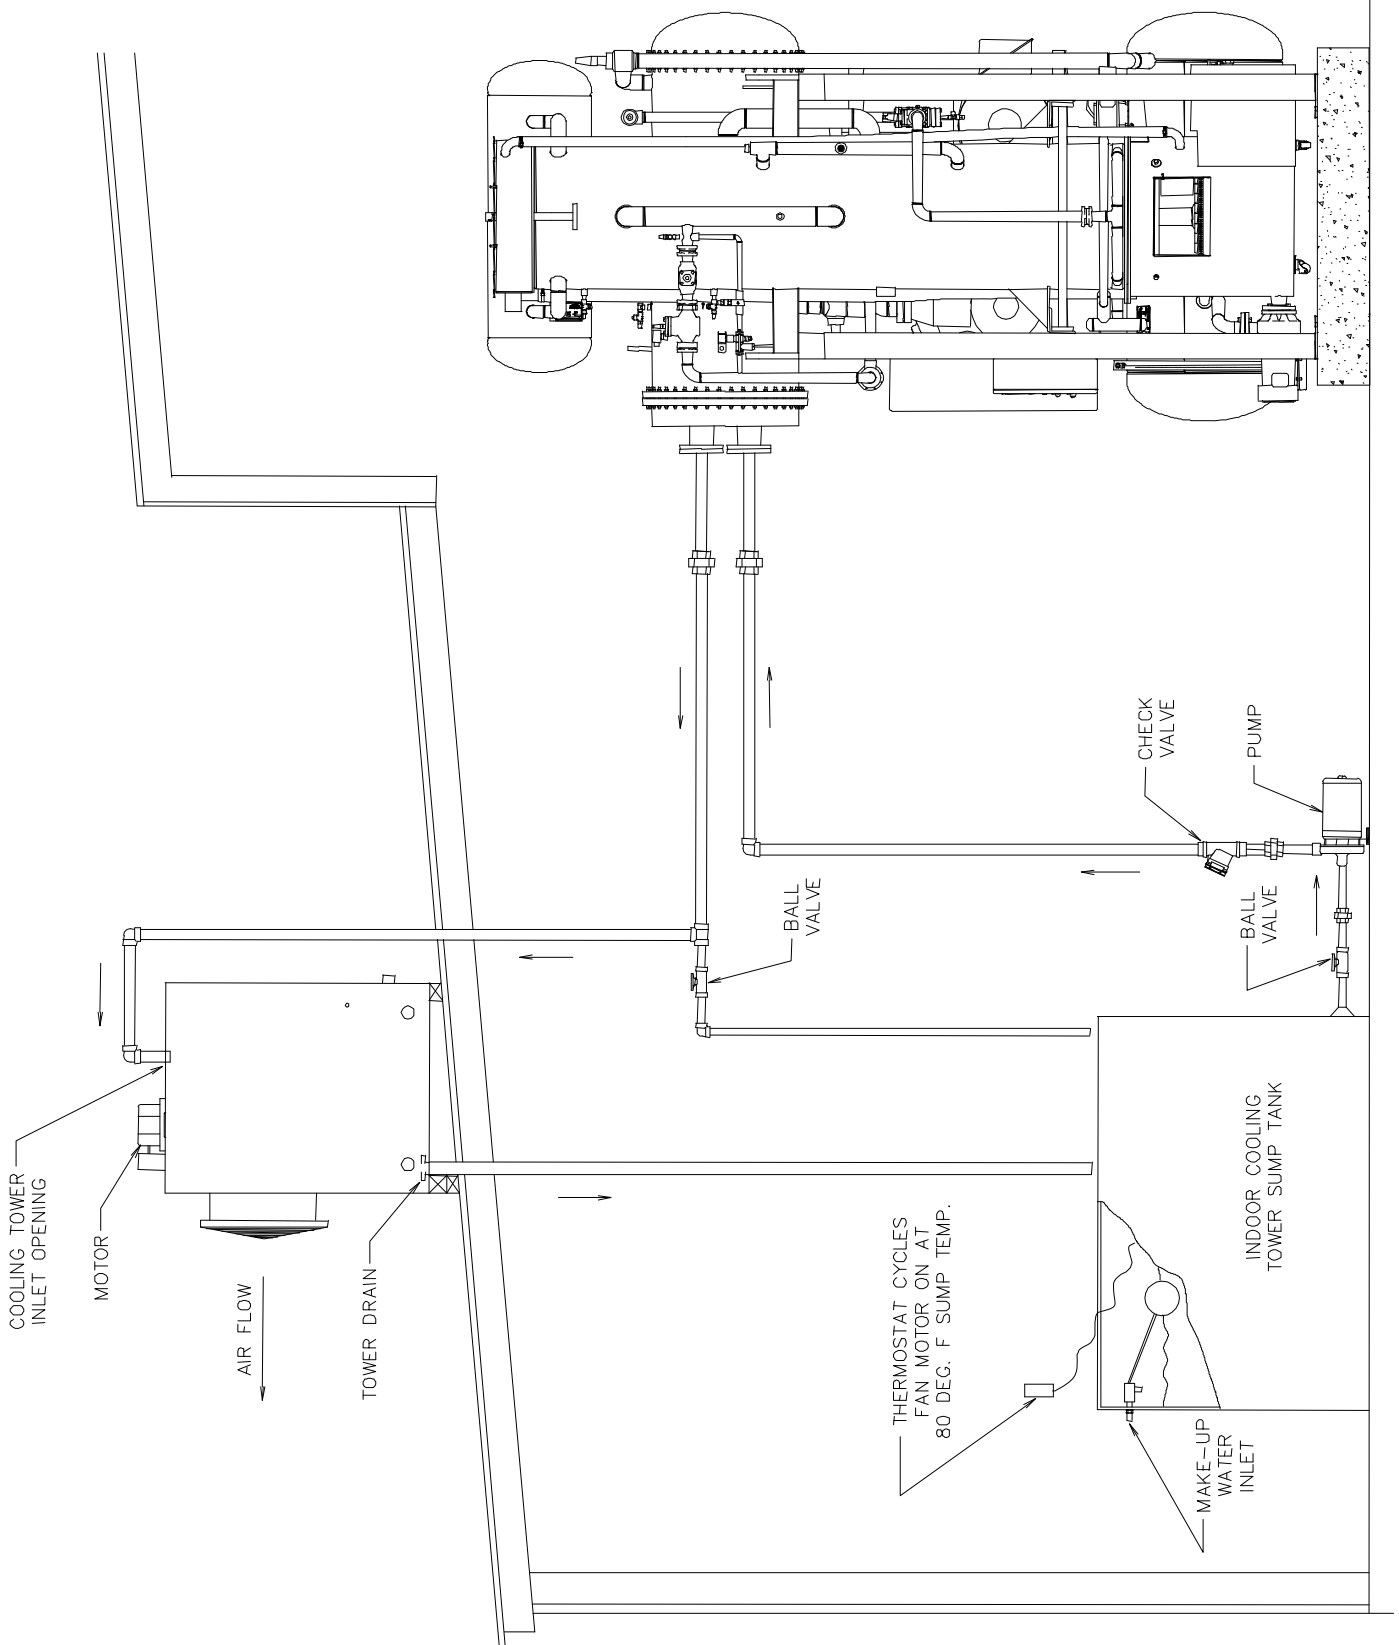 COOLING TOWER
INLET OPENING
MOTOR
AIR FLOW
TOWER DRAIN
BALL
VALVE
CHECK
VALVE
PUMP
BALL
VALVE
THERMOSTAT CYCLES
FAN MOTOR ON AT
80 DEG. F SUMP TEMP.
INDOOR COOLING
TOWER SUMP TANK
MAKE-UP
WATER
INLET